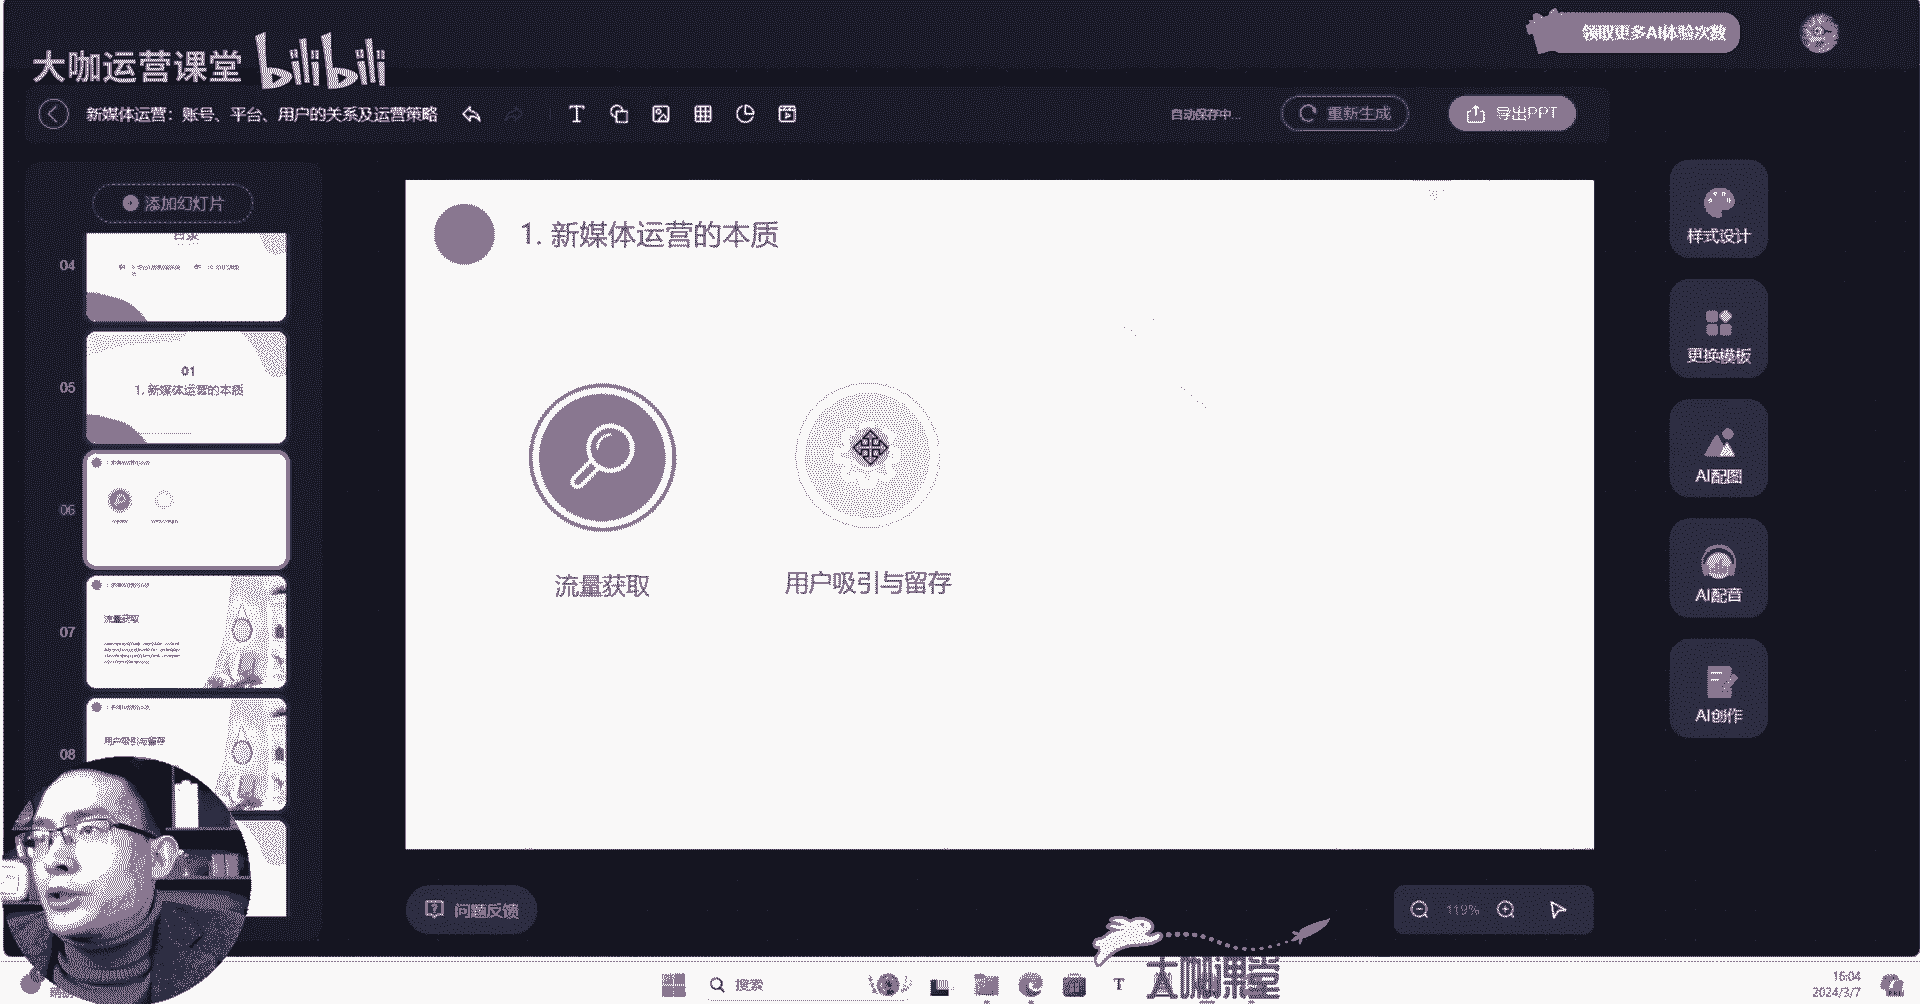 领取更多AI体验次数
大咖运营课堂 bilibili
新媒体运营：账号、平台、用户的关系及运营策略
自动保存中...
重新生成
导出PPT
添加幻灯片
04
目录
05
01
1. 新媒体运营的本质
06
07
流量获取
08
用户吸引与留存
1. 新媒体运营的本质
流量获取
用户吸引与留存
样式设计
更换模板
AI配图
AI配音
AI创作
问题反馈
119%
大咖课堂
搜索
16:04
2024/3/7